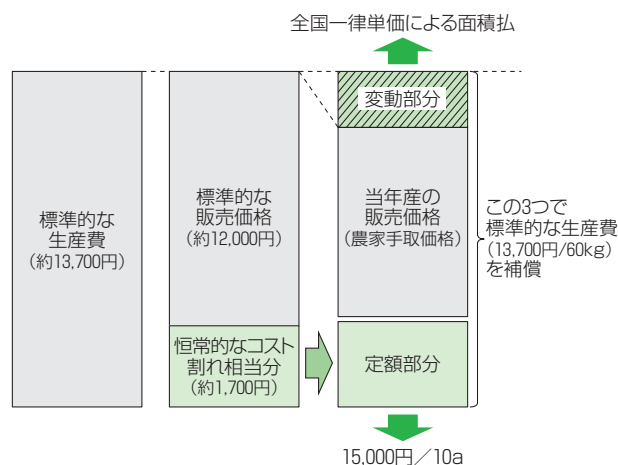 全国一律単価による面積払
標準的な
生産費
（約13,700円）
標準的な
販売価格
（約12,000円）
恒常的なコスト
割れ相当分
（約1,700円）
変動部分
当年産の
販売価格
（農家手取価格）
定額部分
この3つで
標準的な生産費
（13,700円/60kg）
を補償
15,000円／10a